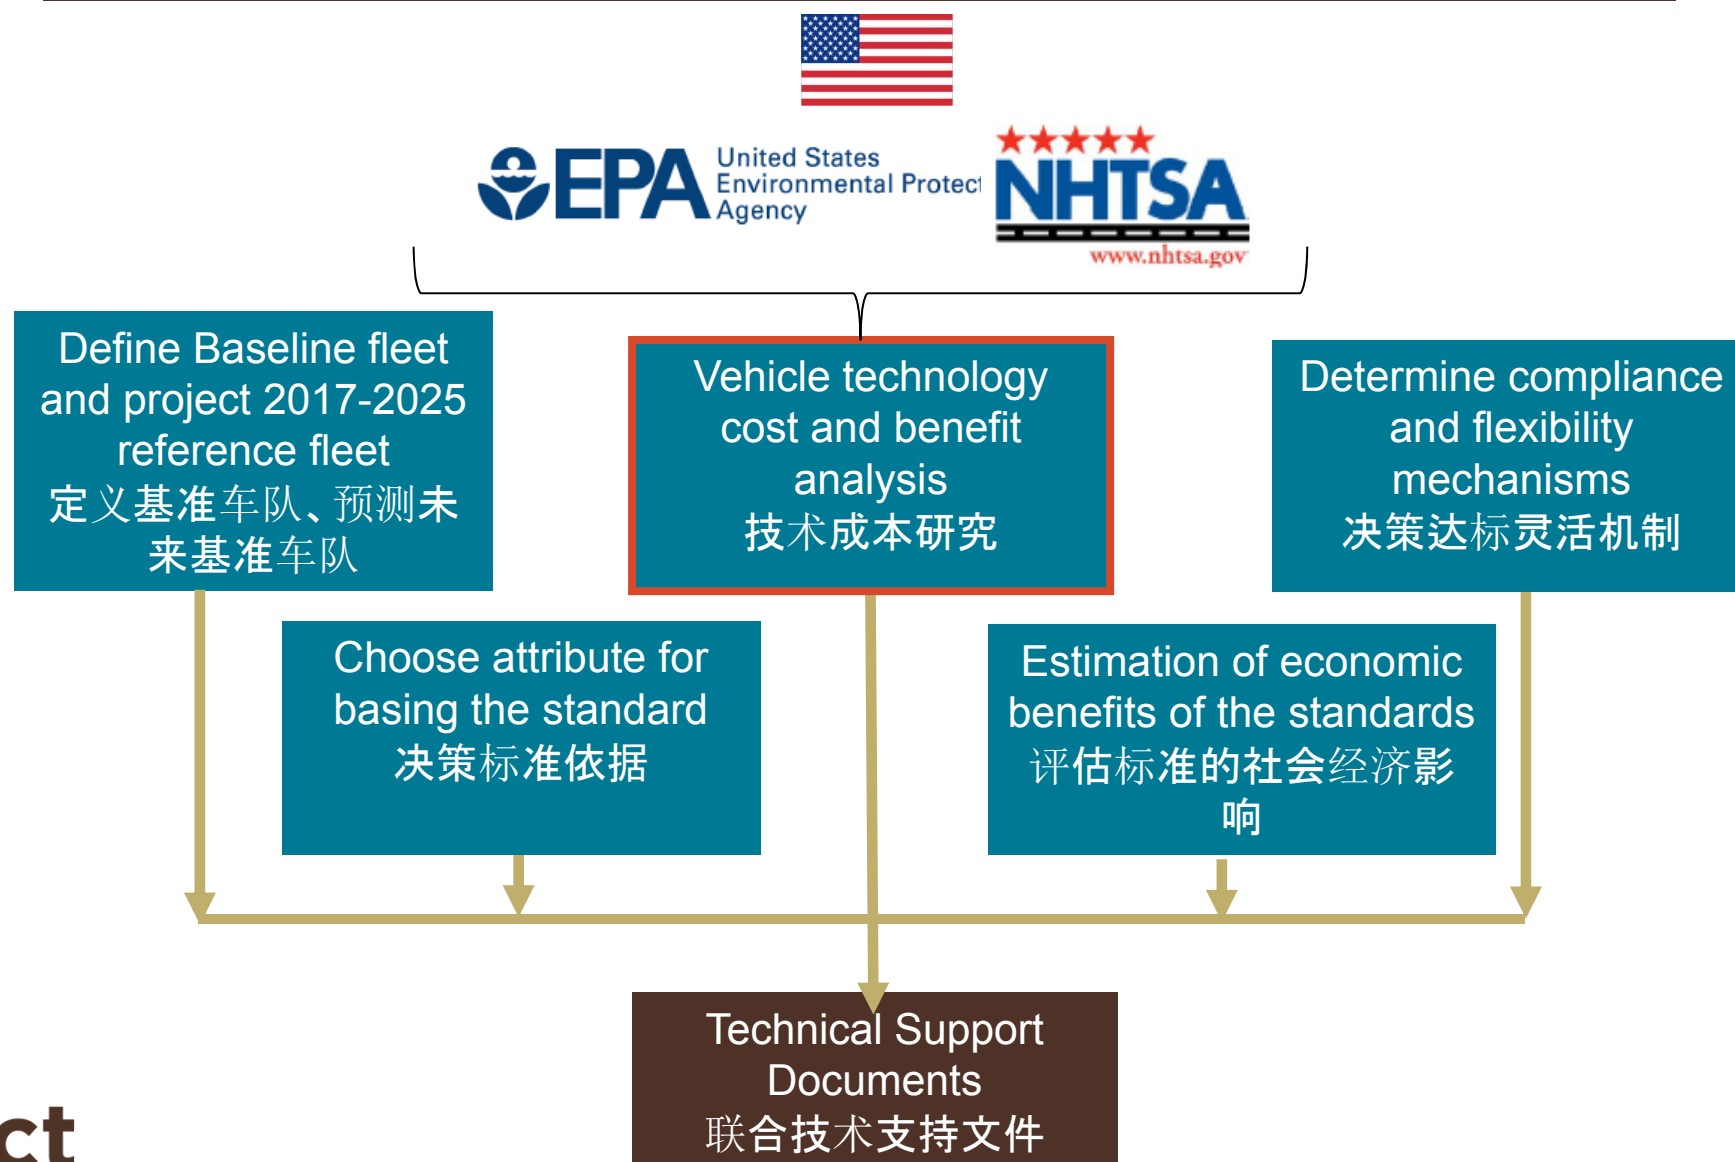 EPA
United States
Environmental Protect
Agency
NHTSA
www.nhtsa.gov
Define Baseline fleet
and project 2017-2025
reference fleet
定义基准车队、预测未
来基准车队
Vehicle technology
cost and benefit
analysis
技术成本研究
Determine compliance
and flexibility
mechanisms
决策达标灵活机制
Choose attribute for
basing the standard
决策标准依据
Estimation of economic
benefits of the standards
评估标准的社会经济影
响
Technical Support
Documents
联合技术支持文件
ct